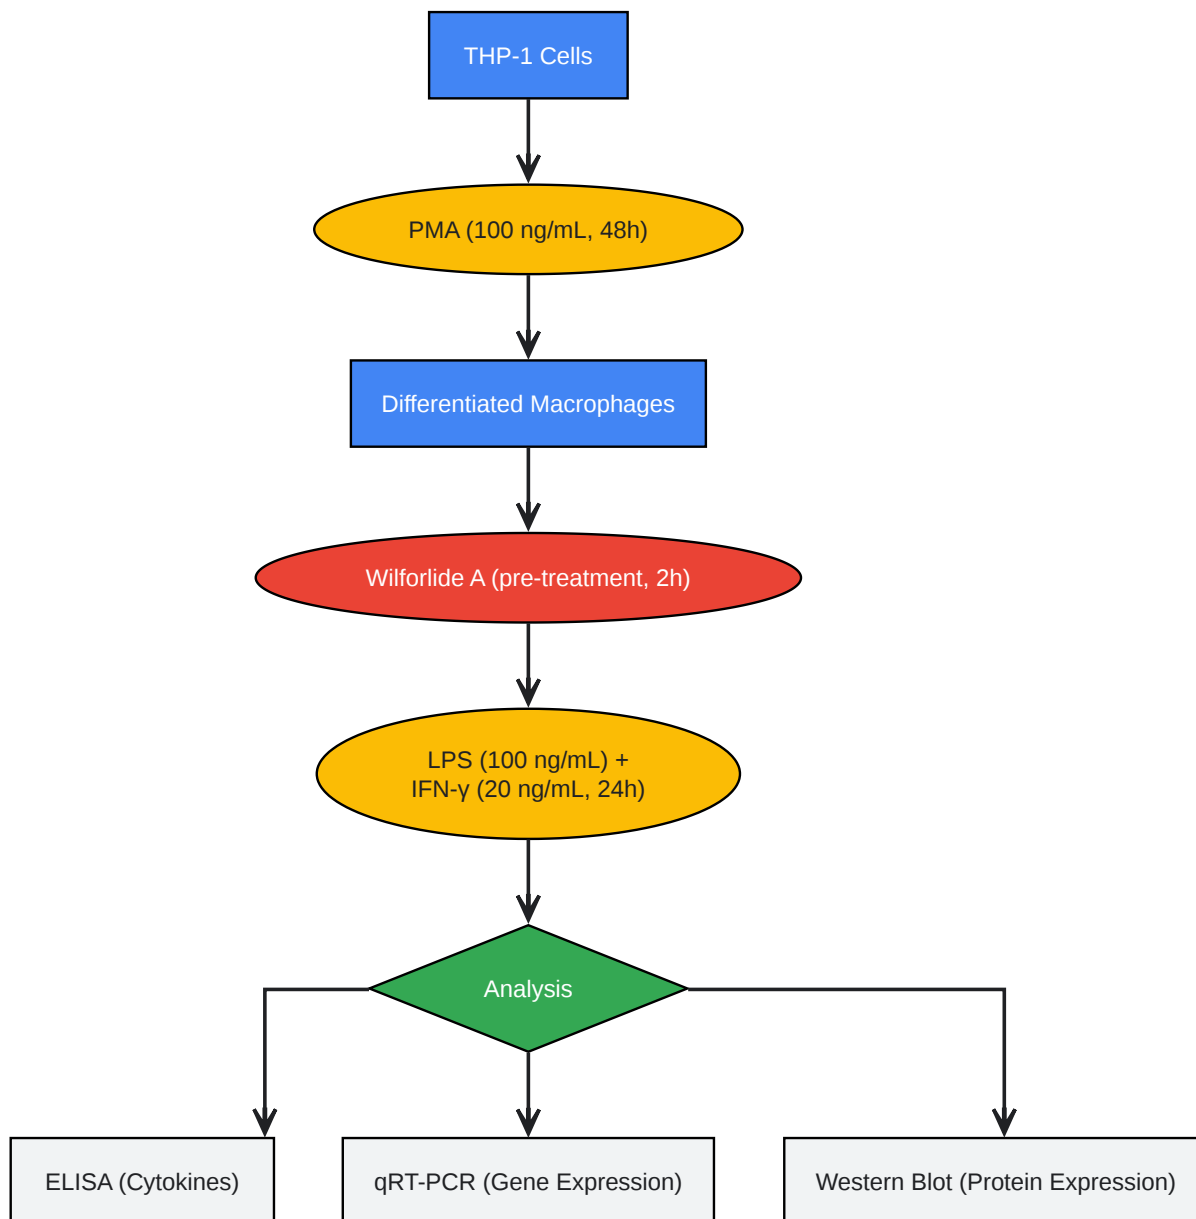 THP-1 Cells
PMA (100 ng/mL, 48h)
Differentiated Macrophages
Wilforlide A (pre-treatment, 2h)
LPS (100 ng/mL) +
IFN-γ (20 ng/mL, 24h)
Analysis
ELISA (Cytokines)
qRT-PCR (Gene Expression)
Western Blot (Protein Expression)